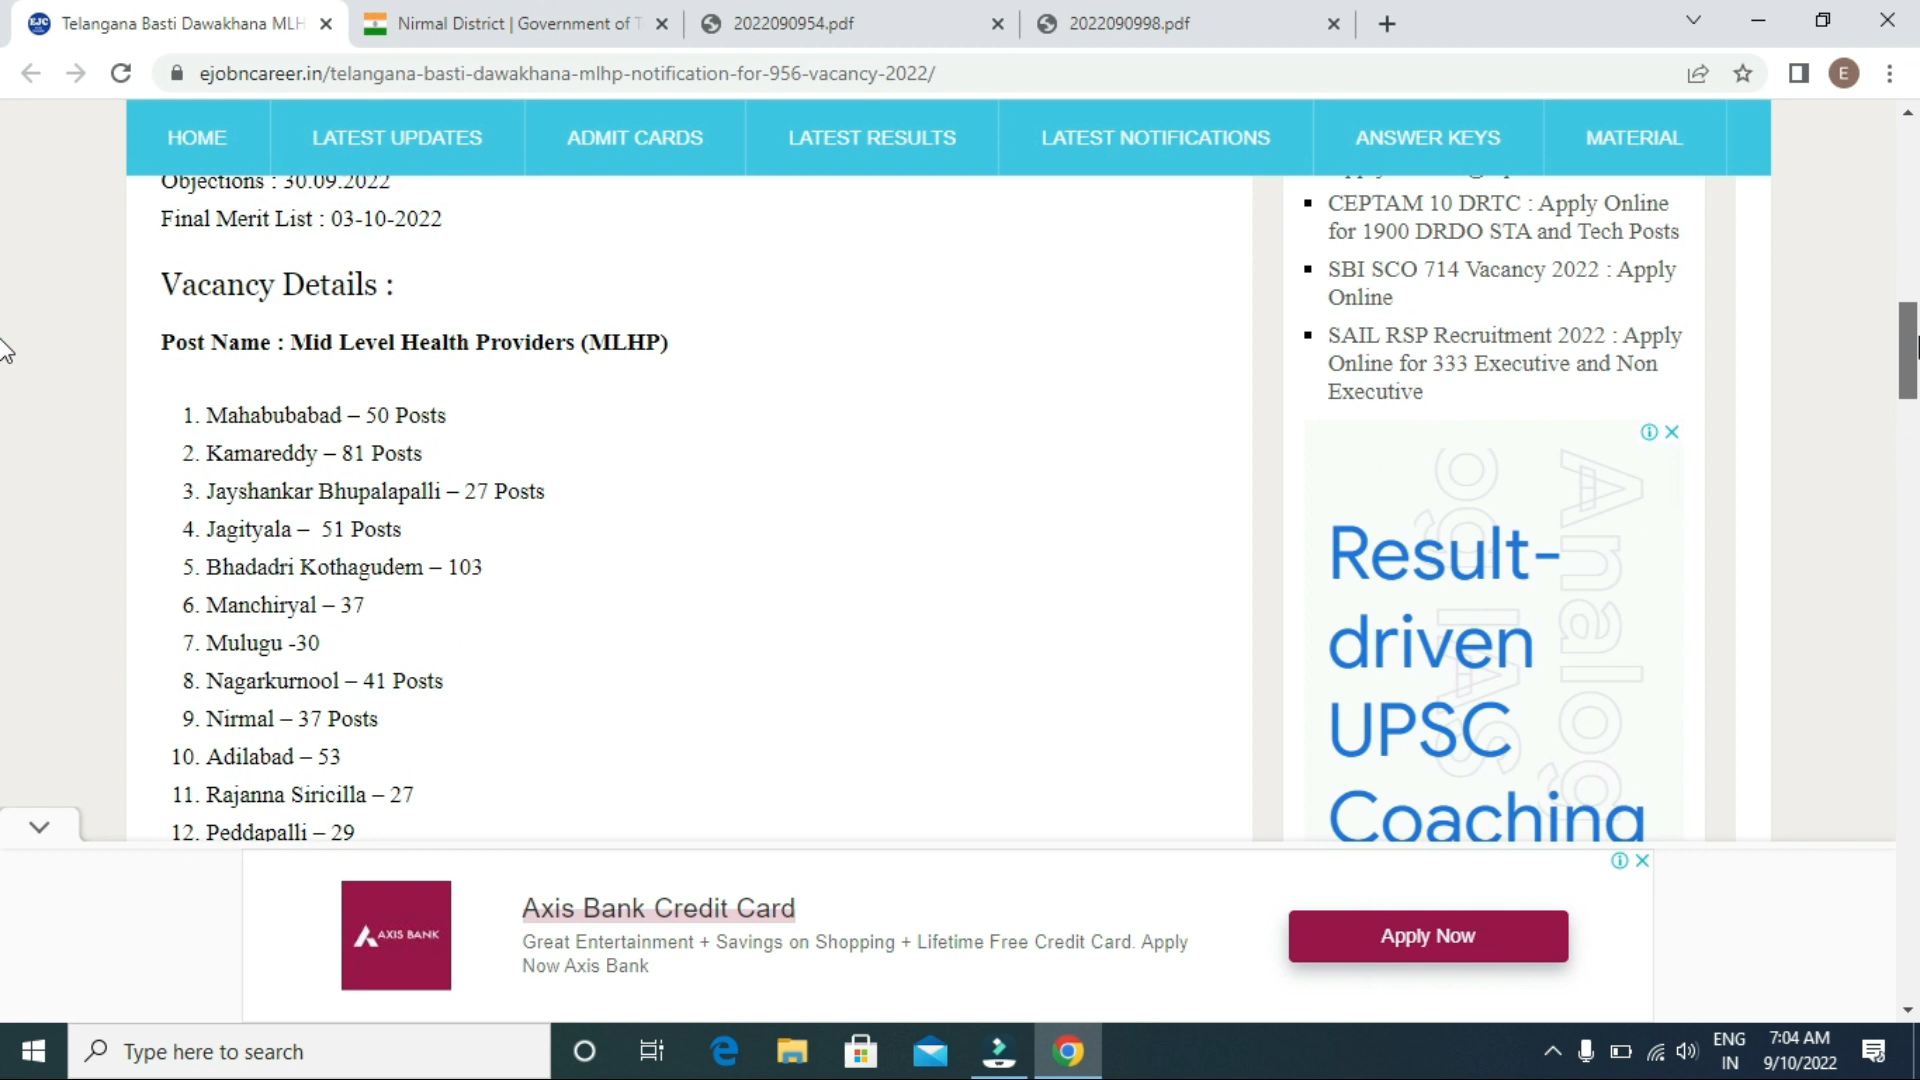 EJC
Telangana Basti Dawakhana MLH
Nirmal District | Government of T
2022090954.pdf
2022090998.pdf
ejobncareer.in/telangana-basti-dawakhana-mlhp-notification-for-956-vacancy-2022/
E
HOME
LATEST UPDATES
ADMIT CARDS
LATEST RESULTS
LATEST NOTIFICATIONS
ANSWER KEYS
MATERIAL
Objections : 30.09.2022
Final Merit List : 03-10-2022
Vacancy Details :
Post Name : Mid Level Health Providers (MLHP)
1. Mahabubabad – 50 Posts
2. Kamareddy – 81 Posts
3. Jayshankar Bhupalapalli – 27 Posts
4. Jagityala – 51 Posts
5. Bhadadri Kothagudem – 103
6. Manchiryal – 37
7. Mulugu -30
8. Nagarkurnool – 41 Posts
9. Nirmal – 37 Posts
10. Adilabad – 53
11. Rajanna Siricilla – 27
12. Peddapalli – 29
CEPTAM 10 DRTC : Apply Online
for 1900 DRDO STA and Tech Posts
SBI SCO 714 Vacancy 2022 : Apply
Online
SAIL RSP Recruitment 2022 : Apply
Online for 333 Executive and Non
Executive
Result-
driven
UPSC
Coaching
Analog
IAS
AXIS BANK
Axis Bank Credit Card
Great Entertainment + Savings on Shopping + Lifetime Free Credit Card. Apply
Now Axis Bank
Apply Now
Type here to search
ENG
IN
7:04 AM
9/10/2022